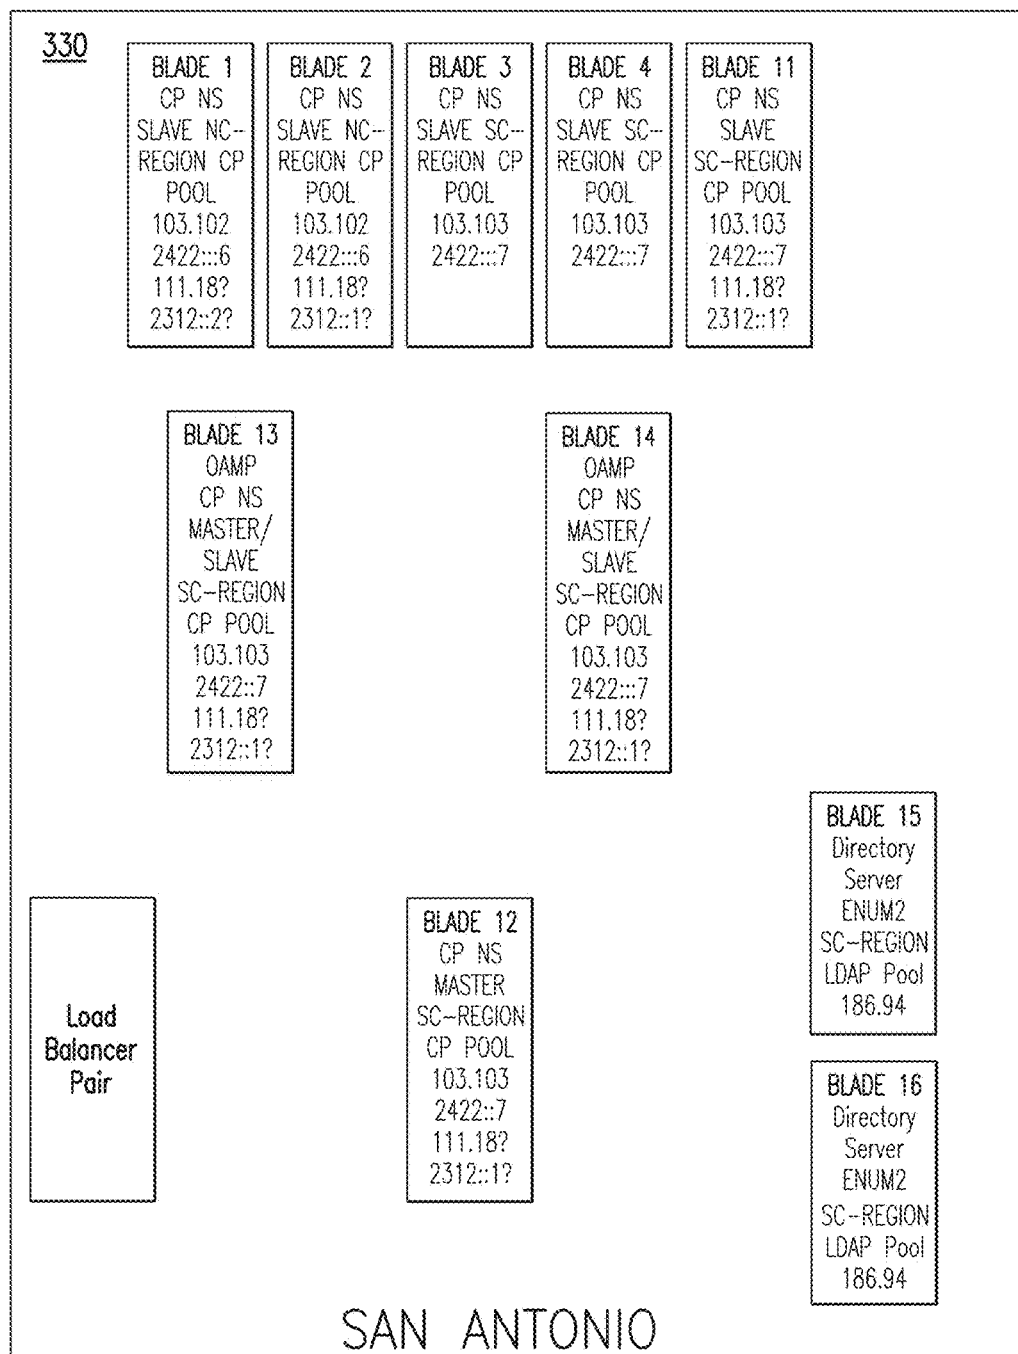 330
BLADE 1
CP NS
SLAVE NC-
REGION CP
POOL
103.102
2422:::6
111.18?
2312::2?
BLADE 2
CP NS
SLAVE NC-
REGION CP
POOL
103.102
2422:::6
111.18?
2312::1?
BLADE 3
CP NS
SLAVE SC-
REGION CP
POOL
103.103
2422:::7
BLADE 4
CP NS
SLAVE SC-
REGION CP
POOL
103.103
2422:::7
BLADE 11
CP NS
SLAVE
SC-REGION
CP POOL
103.103
2422:::7
111.18?
2312::1?
BLADE 13
OAMP
CP NS
MASTER/
SLAVE
SC-REGION
CP POOL
103.103
2422::7
111.18?
2312::1?
BLADE 14
OAMP
CP NS
MASTER/
SLAVE
SC-REGION
CP POOL
103.103
2422:::7
111.18?
2312::1?
BLADE 15
Directory
Server
ENUM2
SC-REGION
LDAP Pool
186.94
Load
Balancer
Pair
BLADE 12
CP NS
MASTER
SC-REGION
CP POOL
103.103
2422::7
111.18?
2312::1?
BLADE 16
Directory
Server
ENUM2
SC-REGION
LDAP Pool
186.94
SAN ANTONIO